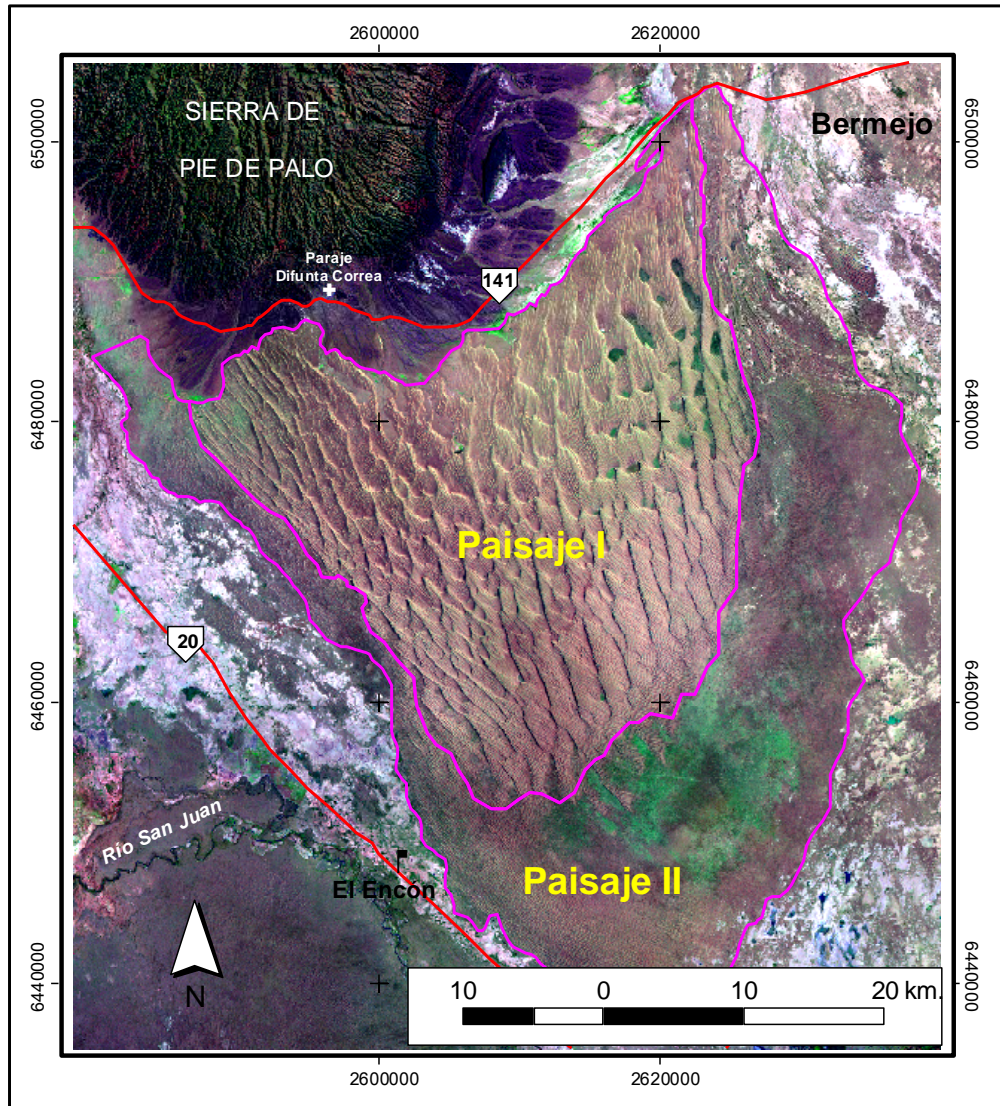 2600000
2620000
SIERRA DE
PIE DE PALO
Bermejo
6500000
6500000
Paraje
Difunta Correa
141
6480000
6480000
Paisaje I
20
6460000
6460000
Río San Juan
El Encón
Paisaje II
N
6440000
6440000
10
0
10
20 km.
2600000
2620000